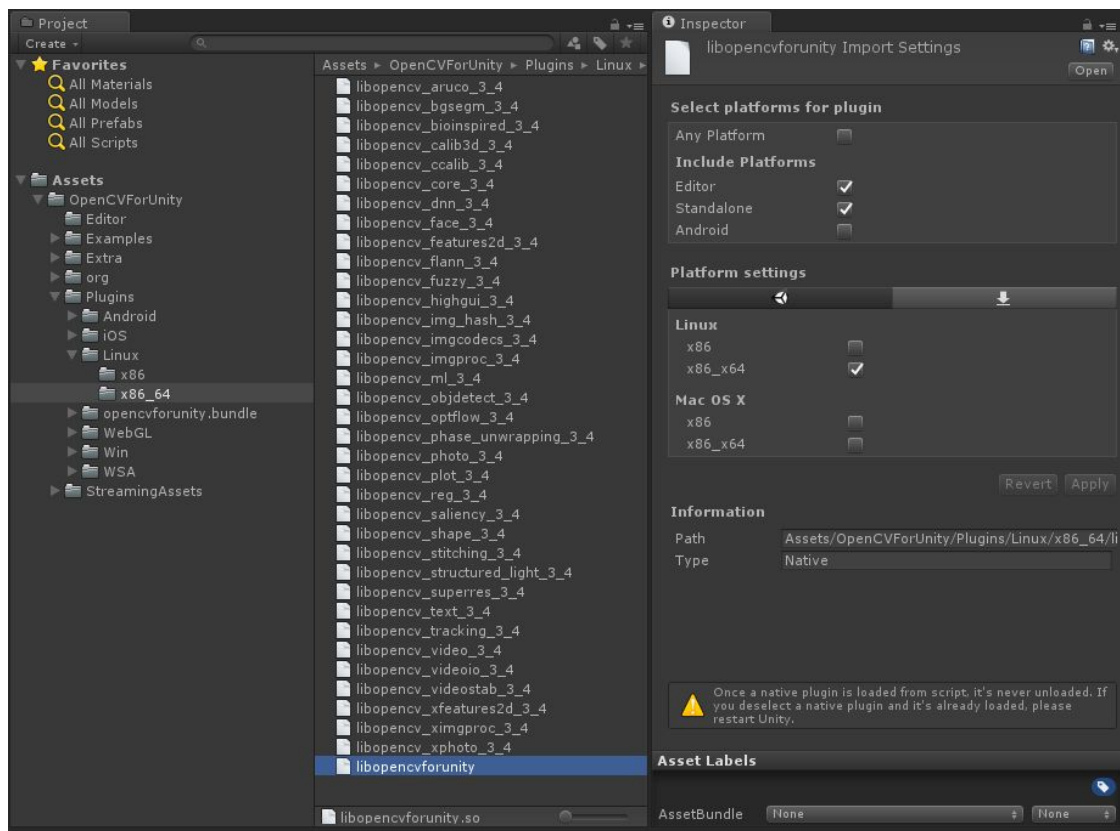 Project
Create
Favorites
All Materials
All Models
All Prefabs
All Scripts
Assets
OpenCVForUnity
Editor
Examples
Extra
org
Plugins
Android
iOS
Linux
x86
x86_64
opencvforunity.bundle
WebGL
Win
WSA
StreamingAssets
Assets OpenCVForUnity Plugins Linux
libopencv_aruco_3_4
libopencv_bgsegm_3_4
libopencv_bioinspired_3_4
libopencv_calib3d_3_4
libopencv_ccalib_3_4
libopencv_core_3_4
libopencv_dnn_3_4
libopencv_face_3_4
libopencv_features2d_3_4
libopencv_flann_3_4
libopencv_fuzzy_3_4
libopencv_highgui_3_4
libopencv_img_hash_3_4
libopencv_imgcodecs_3_4
libopencv_imgproc_3_4
libopencv_ml_3_4
libopencv_objdetect_3_4
libopencv_optflow_3_4
libopencv_phase_unwrapping_3_4
libopencv_photo_3_4
libopencv_plot_3_4
libopencv_reg_3_4
libopencv_saliency_3_4
libopencv_shape_3_4
libopencv_stitching_3_4
libopencv_structured_light_3_4
libopencv_superres_3_4
libopencv_text_3_4
libopencv_tracking_3_4
libopencv_video_3_4
libopencv_videoio_3_4
libopencv_videostab_3_4
libopencv_xfeatures2d_3_4
libopencv_ximgproc_3_4
libopencv_xphoto_3_4
libopencvforunity
libopencvforunity.so
Inspector
libopencvforunity Import Settings
Open
Select platforms for plugin
Any Platform
Include Platforms
Editor
Standalone
Android
Platform settings
Linux
x86
x86_x64
Mac OS X
x86
x86_x64
Revert Apply
Information
Path Assets/OpenCVForUnity/Plugins/Linux/x86_64/li
Type Native
Once a native plugin is loaded from script, it's never unloaded. If
you deselect a native plugin and it's already loaded, please
restart Unity.
Asset Labels
AssetBundle None None